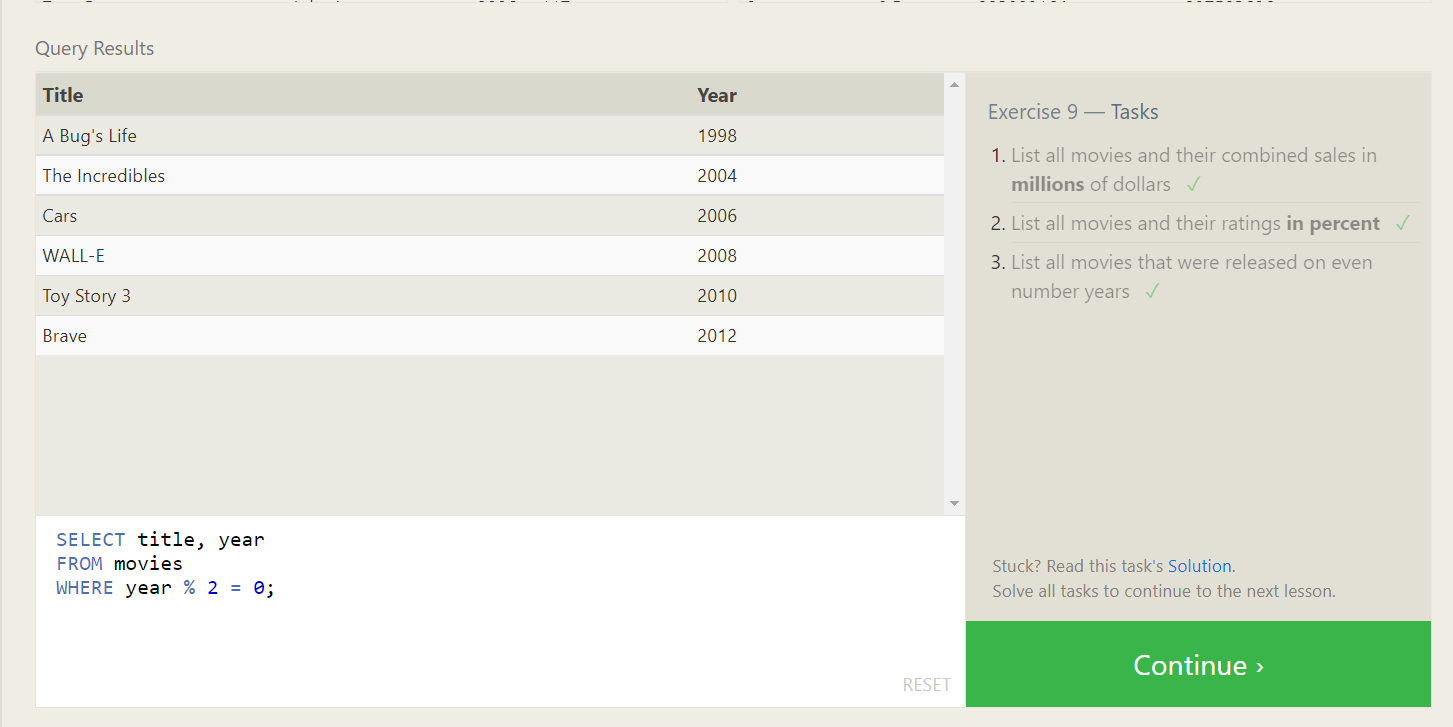 Query Results
Title Year
A Bug's Life 1998
The Incredibles 2004
Cars 2006
WALL-E 2008
Toy Story 3 2010
Brave 2012
SELECT title, year
FROM movies
WHERE year % 2 = 0;
RESET
Exercise 9 — Tasks
1. List all movies and their combined sales in
millions of dollars ✓
2. List all movies and their ratings in percent ✓
3. List all movies that were released on even
number years ✓
Stuck? Read this task's Solution.
Solve all tasks to continue to the next lesson.
Continue ›